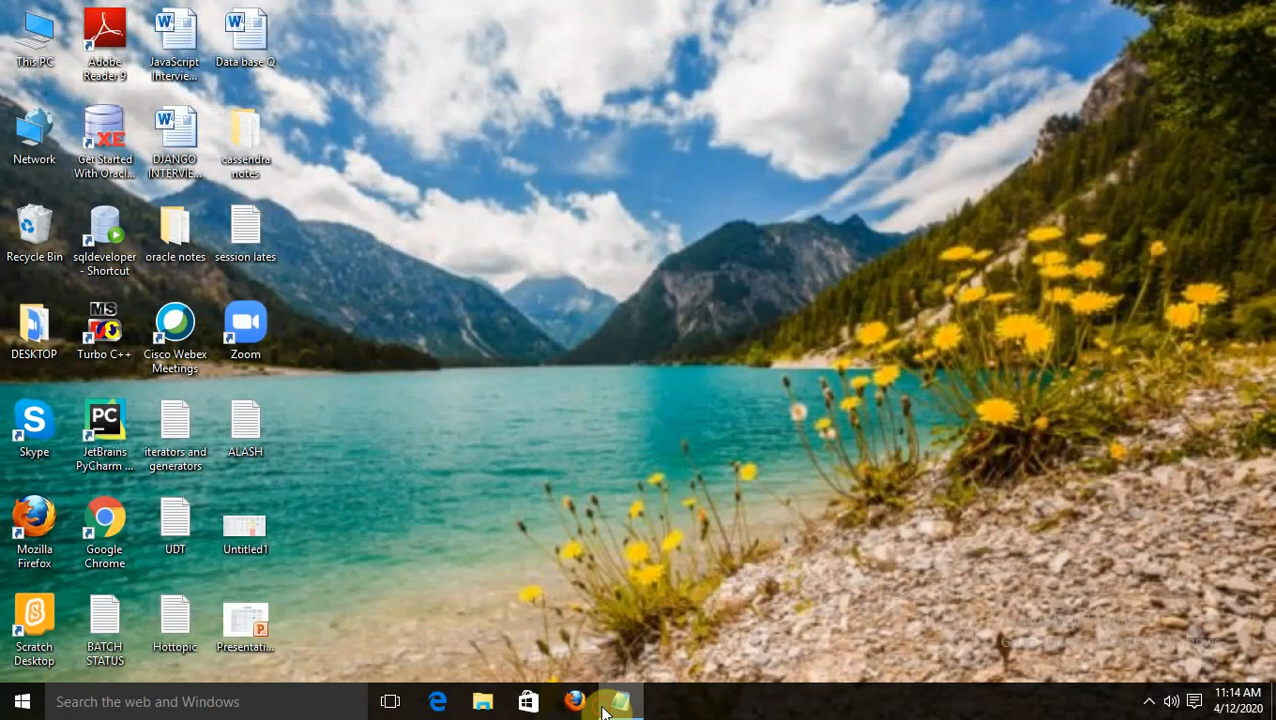 This PC
Adobe
Reader 9
JavaScript
Intervie...
Data base Q
Network
Get Started
With Oracl...
DJANGO
INTERVIE...
cassendra
notes
Recycle Bin
sqldeveloper
- Shortcut
oracle notes
session lates
DESKTOP
MS
Turbo C++
Cisco Webex
Meetings
Zoom
Skype
PC
JetBrains
PyCharm ...
iterators and
generators
ALASH
Mozilla
Firefox
Google
Chrome
UDT
Untitled1
Scratch
Desktop
BATCH
STATUS
Hottopic
Presentati...
Search the web and Windows
11:14 AM
4/12/2020